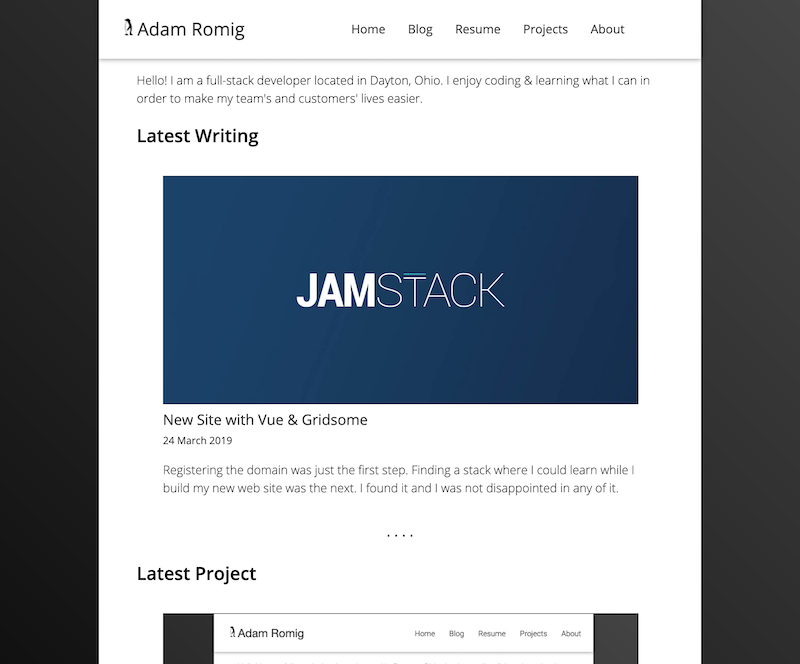 Adam Romig
Home Blog Resume Projects About
Hello! I am a full-stack developer located in Dayton, Ohio. I enjoy coding & learning what I can in
order to make my team's and customers' lives easier.
Latest Writing
JAMSTACK
New Site with Vue & Gridsome
24 March 2019
Registering the domain was just the first step. Finding a stack where I could learn while I
build my new web site was the next. I found it and I was not disappointed in any of it.
. . . .
Latest Project
Adam Romig
Home Blog Resume Projects About